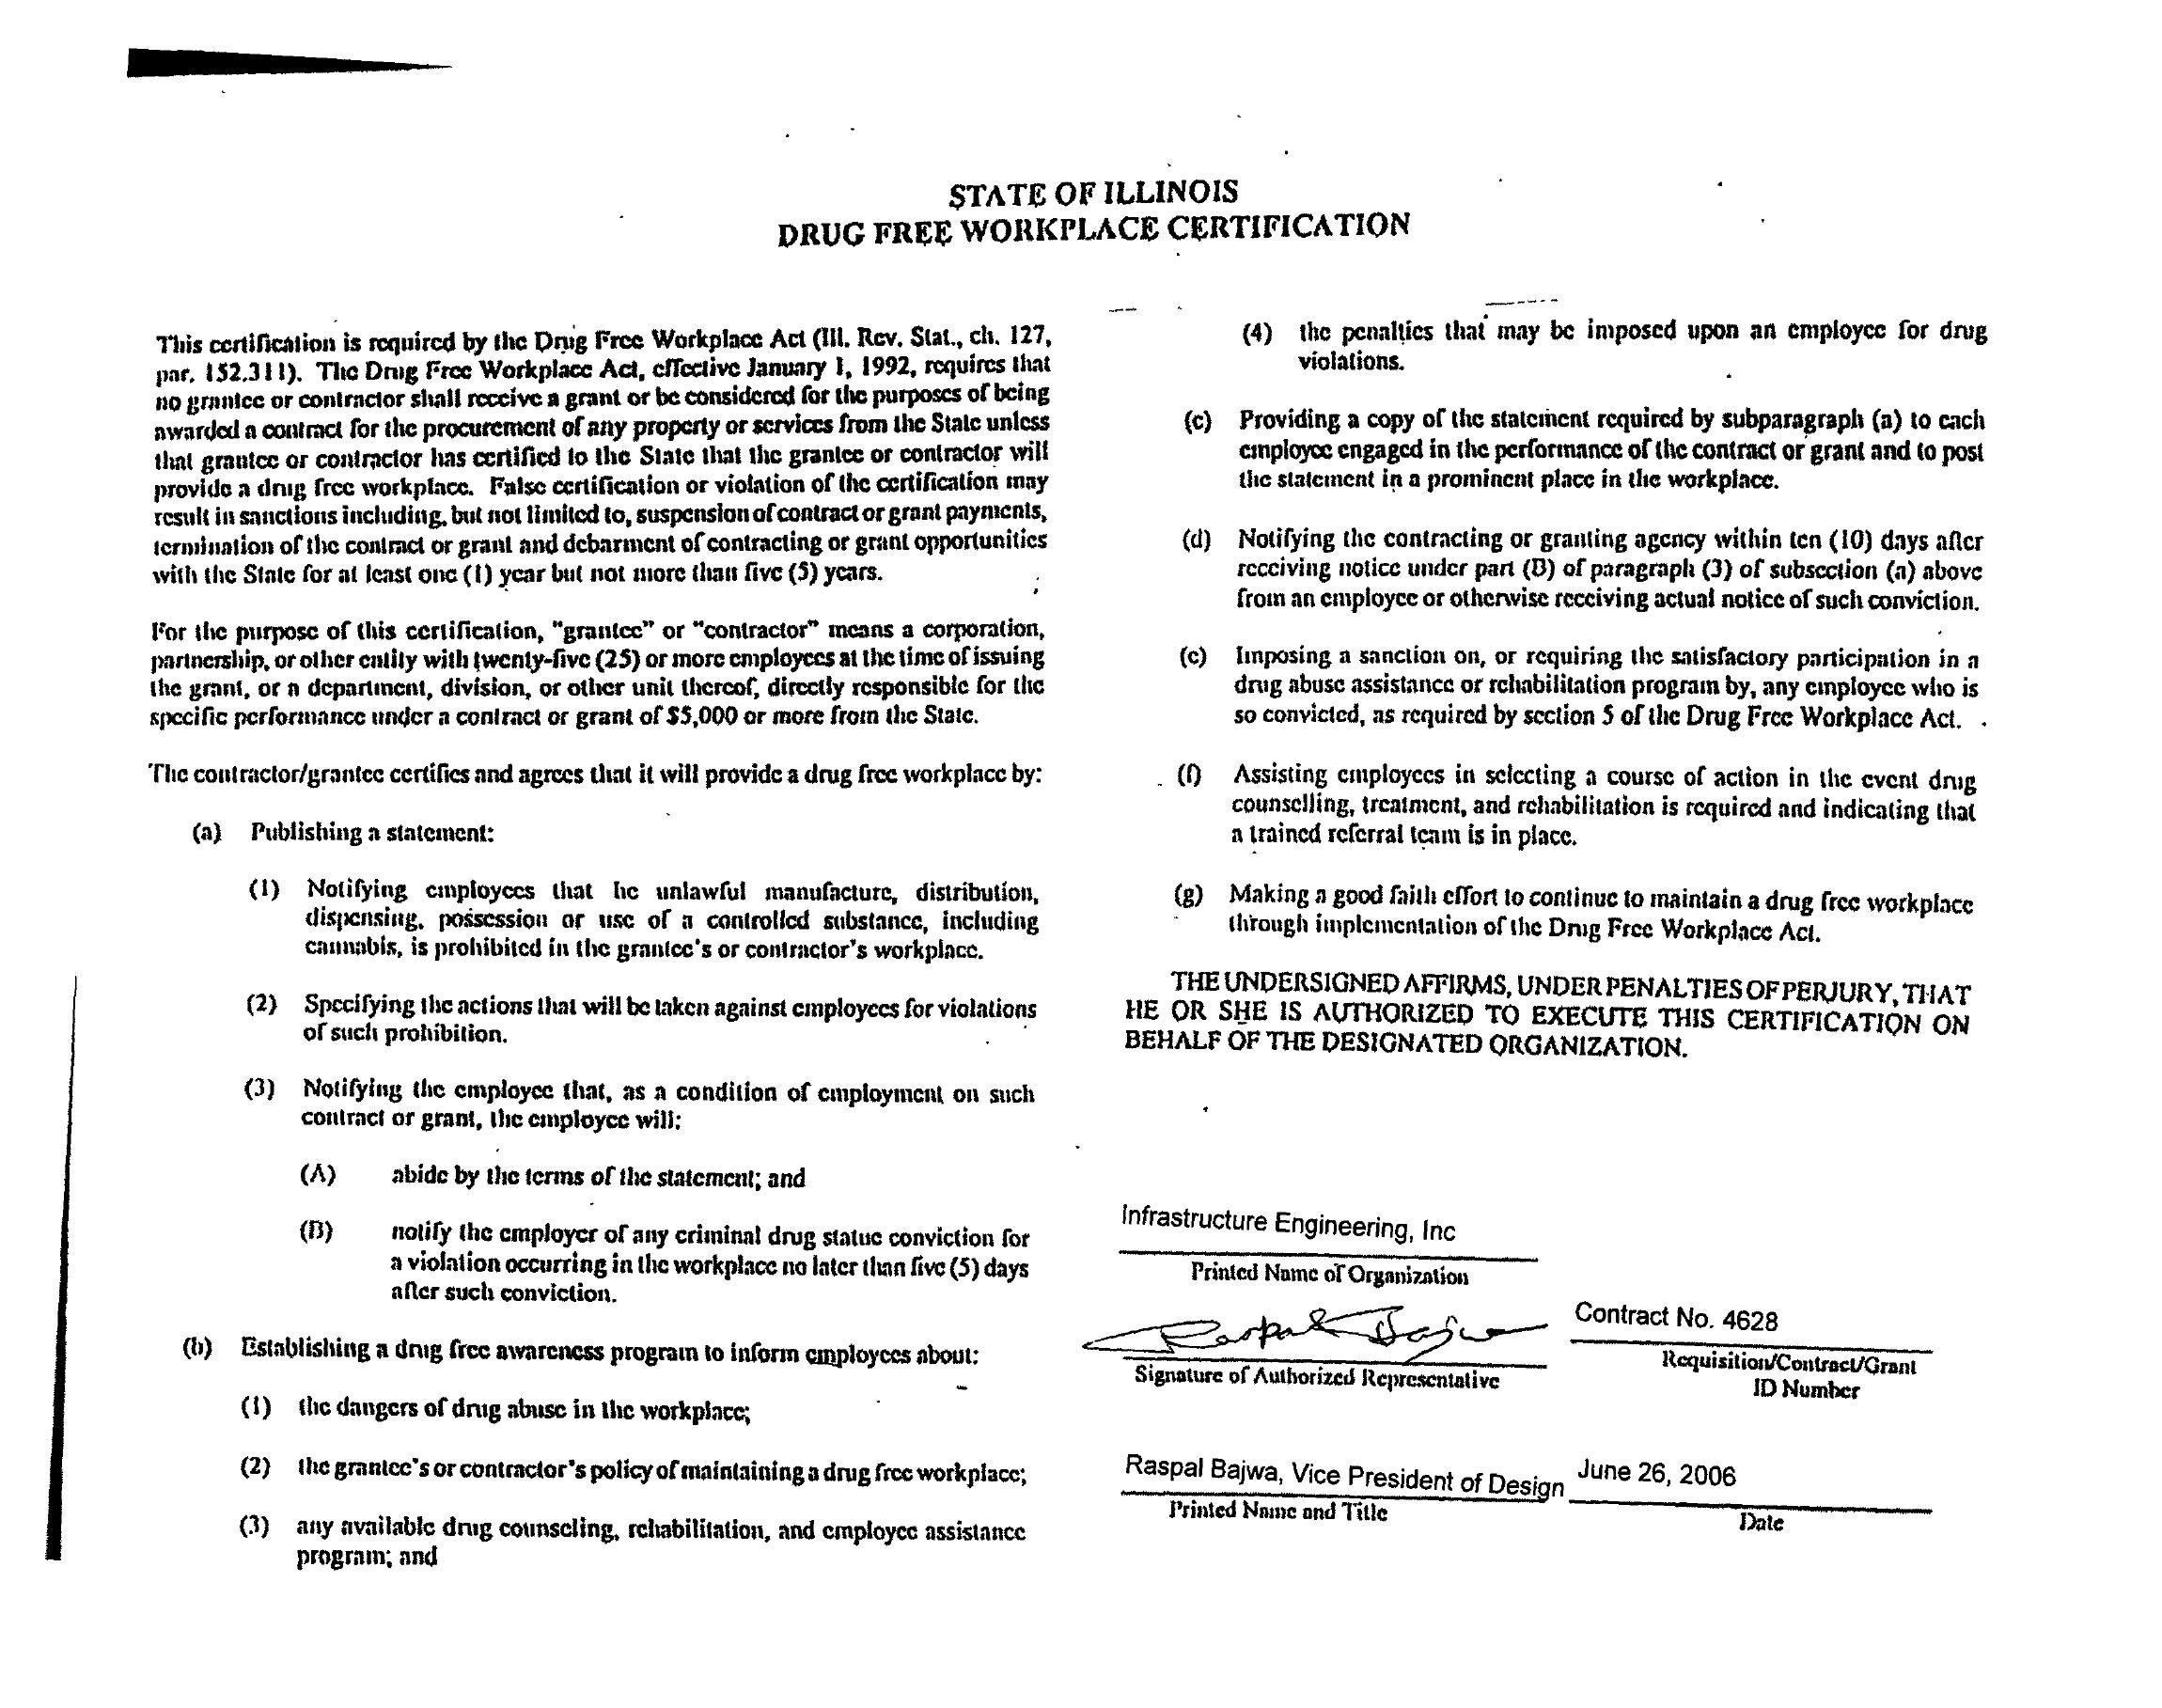 STATE OF ILLINOIS
DRUG FREE WORKPLACE CERTIFICATION
This certification is required by the Drug Free Workplace Act (Ill. Rev. Stat., ch. 127,
par. 152.311). The Drug Free Workplace Act, effective January 1, 1992, requires that
no grantee or contractor shall receive a grant or be considered for the purposes of being
awarded a contract for the procurement of any property or services from the State unless
that grantee or contractor has certified to the State that the grantee or contractor will
provide a drug free workplace. False certification or violation of the certification may
result in sanctions including, but not limited to, suspension of contract or grant payments,
termination of the contract or grant and debarment of contracting or grant opportunities
with the State for at least one (1) year but not more than five (5) years.
For the purpose of this certification, "grantee" or "contractor" means a corporation,
partnership, or other entity with twenty-five (25) or more employees at the time of issuing
the grant, or a department, division, or other unit thereof, directly responsible for the
specific performance under a contract or grant of $5,000 or more from the State.
The contractor/grantee certifies and agrees that it will provide a drug free workplace by:
(a) Publishing a statement:
(1) Notifying employees that he unlawful manufacture, distribution,
dispensing, possession or use of a controlled substance, including
cannabis, is prohibited in the grantee's or contractor's workplace.
(2) Specifying the actions that will be taken against employees for violations
of such prohibition.
(3) Notifying the employee that, as a condition of employment on such
contract or grant, the employee will:
(A) abide by the terms of the statement; and
(B) notify the employer of any criminal drug statue conviction for
a violation occurring in the workplace no later than five (5) days
after such conviction.
(b) Establishing a drug free awareness program to inform employees about:
(1) the dangers of drug abuse in the workplace;
(2) the grantee's or contractor's policy of maintaining a drug free workplace;
(3) any available drug counseling, rehabilitation, and employee assistance
program; and
(4) the penalties that may be imposed upon an employee for drug
violations.
(c) Providing a copy of the statement required by subparagraph (a) to each
employee engaged in the performance of the contract or grant and to post
the statement in a prominent place in the workplace.
(d) Notifying the contracting or granting agency within ten (10) days after
receiving notice under part (B) of paragraph (3) of subsection (a) above
from an employee or otherwise receiving actual notice of such conviction.
(e) Imposing a sanction on, or requiring the satisfactory participation in a
drug abuse assistance or rehabilitation program by, any employee who is
so convicted, as required by section 5 of the Drug Free Workplace Act.
(f) Assisting employees in selecting a course of action in the event drug
counselling, treatment, and rehabilitation is required and indicating that
a trained referral team is in place.
(g) Making a good faith effort to continue to maintain a drug free workplace
through implementation of the Drug Free Workplace Act.
THE UNDERSIGNED AFFIRMS, UNDER PENALTIES OF PERJURY, THAT
HE OR SHE IS AUTHORIZED TO EXECUTE THIS CERTIFICATION ON
BEHALF OF THE DESIGNATED ORGANIZATION.
Infrastructure Engineering, Inc
Printed Name of Organization
Raspal Bajwa
Contract No. 4628
Signature of Authorized Representative
Requisition/Contract/Grant
ID Number
Raspal Bajwa, Vice President of Design
June 26, 2006
Printed Name and Title
Date